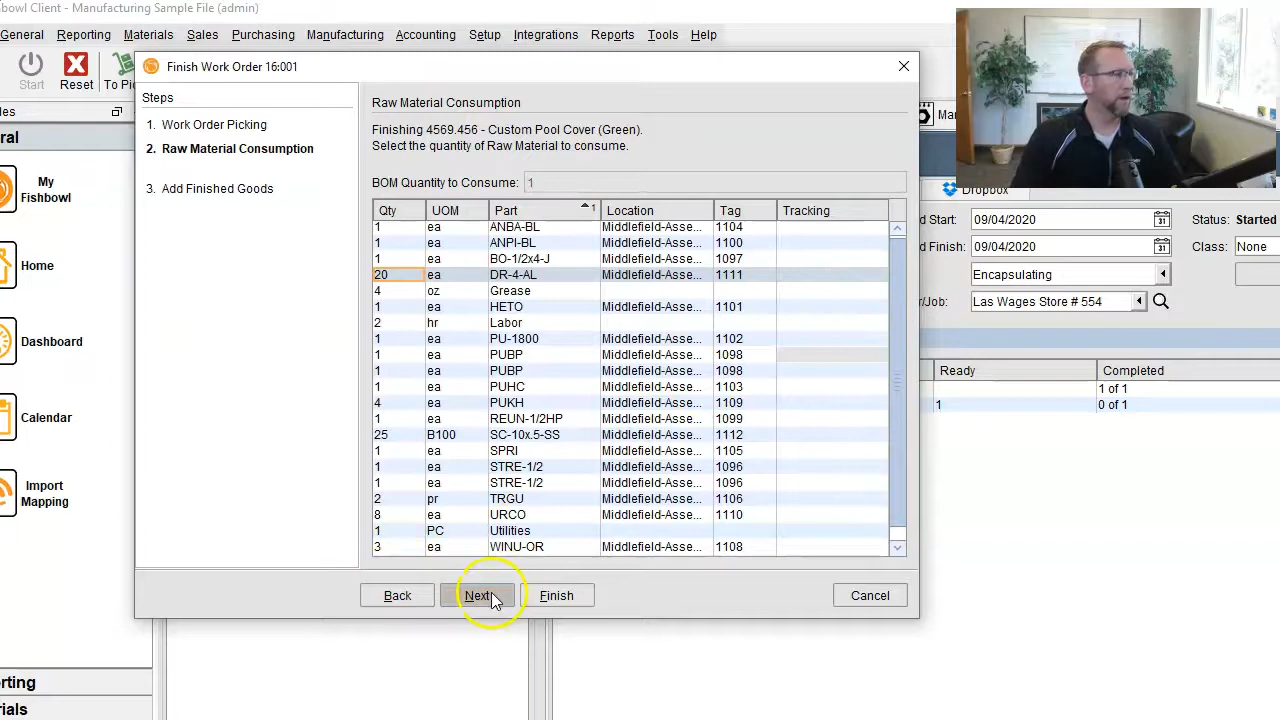 bowl Client - Manufacturing Sample File (admin)
General Reporting Materials Sales Purchasing Manufacturing Accounting Setup Integrations Reports Tools Help
Start Reset To Pic
Finish Work Order 16:001
Steps
1. Work Order Picking
2. Raw Material Consumption
3. Add Finished Goods
Raw Material Consumption
Finishing 4569.456 - Custom Pool Cover (Green).
Select the quantity of Raw Material to consume.
BOM Quantity to Consume: 1
Qty UOM Part 1 Location Tag Tracking
1 ea ANBA-BL Middlefield-Asse... 1104
1 ea ANPI-BL Middlefield-Asse... 1100
1 ea BO-1/2x4-J Middlefield-Asse... 1097
20 ea DR-4-AL Middlefield-Asse... 1111
4 oz Grease
1 ea HETO Middlefield-Asse... 1101
2 hr Labor
1 ea PU-1800 Middlefield-Asse... 1102
1 ea PUBP Middlefield-Asse... 1098
1 ea PUBP Middlefield-Asse... 1098
1 ea PUHC Middlefield-Asse... 1103
4 ea PUKH Middlefield-Asse... 1109
1 ea REUN-1/2HP Middlefield-Asse... 1099
25 B100 SC-10x.5-SS Middlefield-Asse... 1112
1 ea SPRI Middlefield-Asse... 1105
1 ea STRE-1/2 Middlefield-Asse... 1096
1 ea STRE-1/2 Middlefield-Asse... 1096
2 pr TRGU Middlefield-Asse... 1106
8 ea URCO Middlefield-Asse... 1110
1 PC Utilities
3 ea WINU-OR Middlefield-Asse... 1108
Back Next Finish Cancel
les
ral
My
Fishbowl
Home
Dashboard
Calendar
Import
Mapping
orting
rials
Man
Dropbox
d Start: 09/04/2020 31 Status: Started
d Finish: 09/04/2020 31 Class: None
Encapsulating
r/Job: Las Wages Store # 554
Ready Completed
1 of 1
1 0 of 1